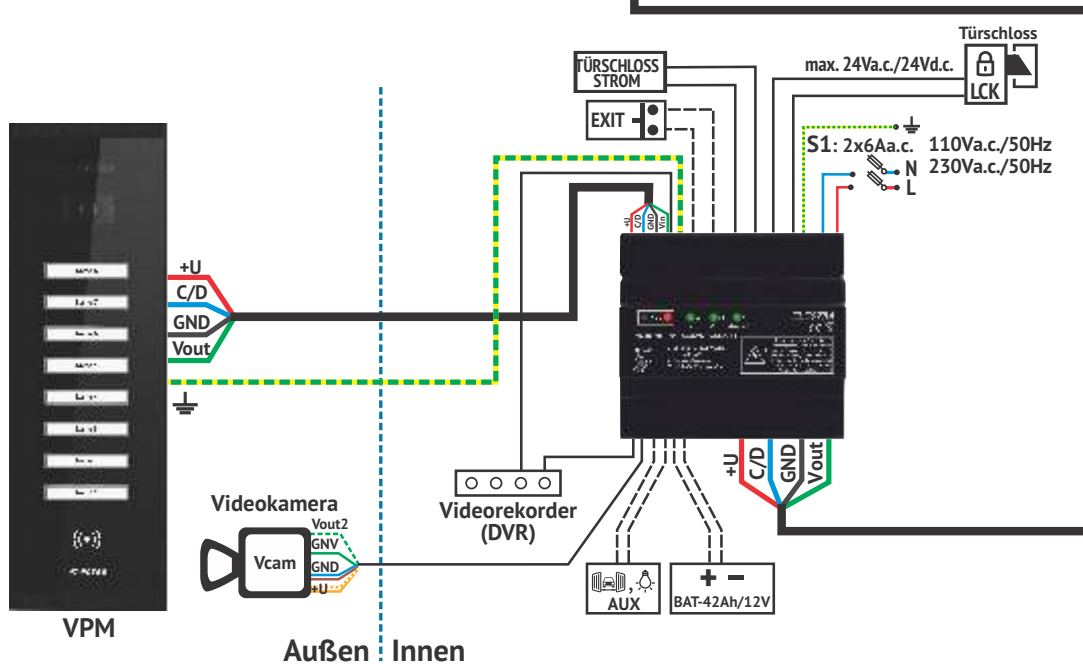 Türschloss
TÜRSCHLOSS
STROM
max. 24Va.c./24Vd.c.
LCK
EXIT
S1: 2x6Aa.c.
110Va.c./50Hz
230Va.c./50Hz
N
L
+U
C/D
GND
Vin
+U
C/D
GND
Vout
+U
C/D
GND
Vout
Videorekorder
(DVR)
Videokamera
Vout2
GNV
GND
+U
Vcam
,
AUX
+ −
BAT-42Ah/12V
VPM
Außen
Innen